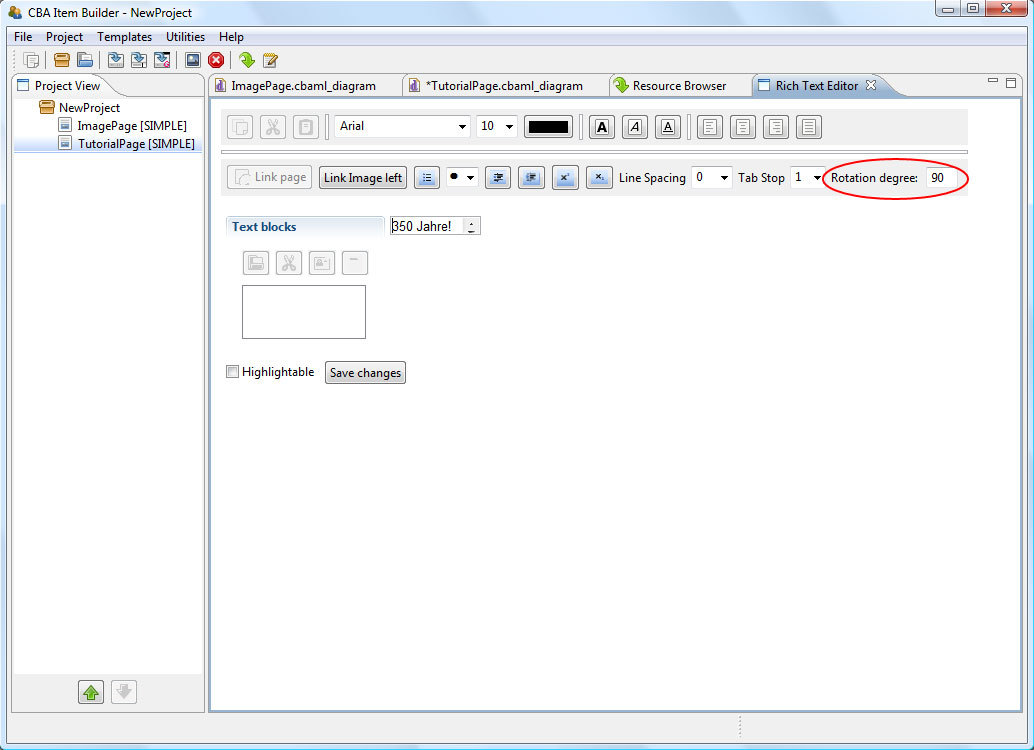 CBA Item Builder - NewProject
File Project Templates Utilities Help
Project View
NewProject
ImagePage [SIMPLE]
TutorialPage [SIMPLE]
ImagePage.cbaml_diagram *TutorialPage.cbaml_diagram Resource Browser Rich Text Editor
Arial 10 A A A
Link page Link Image left Line Spacing 0 Tab Stop 1 Rotation degree: 90
Text blocks 350 Jahre!
Highlightable Save changes